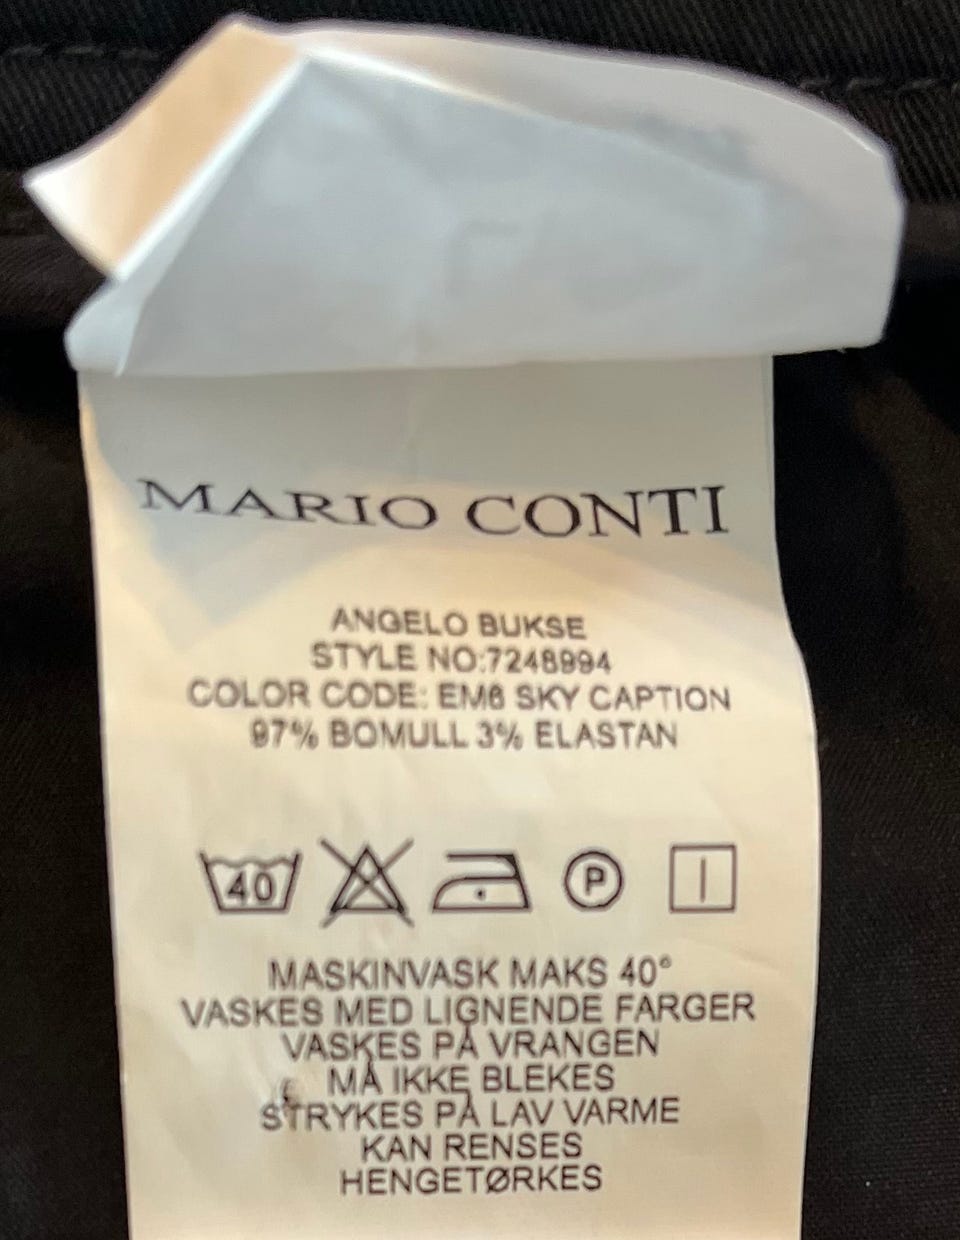 MARIO CONTI
ANGELO BUKSE
STYLE NO:7248994
COLOR CODE: EM6 SKY CAPTION
97% BOMULL 3% ELASTAN
40 P
MASKINVASK MAKS 40°
VASKES MED LIGNENDE FARGER
VASKES PÅ VRANGEN
MÅ IKKE BLEKES
STRYKES PÅ LAV VARME
KAN RENSES
HENGETØRKES